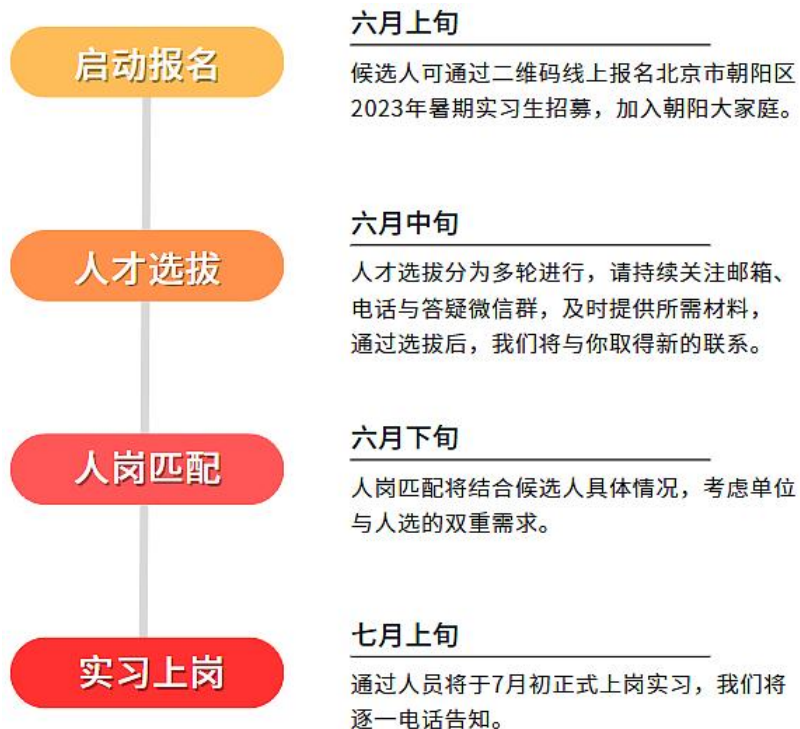 启动报名
六月上旬
候选人可通过二维码线上报名北京市朝阳区
2023年暑期实习生招募，加入朝阳大家庭。
人才选拔
六月中旬
人才选拔分为多轮进行，请持续关注邮箱、
电话与答疑微信群，及时提供所需材料，
通过选拔后，我们将与你取得新的联系。
人岗匹配
六月下旬
人岗匹配将结合候选人具体情况，考虑单位
与人选的双重需求。
实习上岗
七月上旬
通过人员将于7月初正式上岗实习，我们将
逐一电话告知。